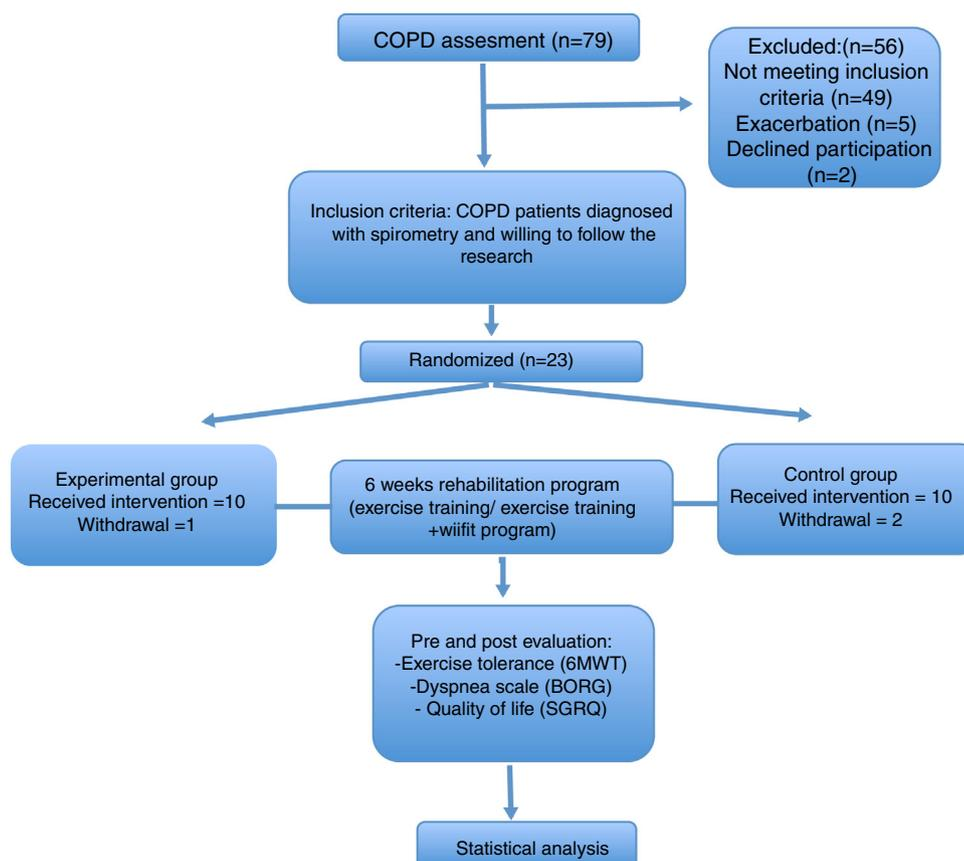 COPD assesment (n=79)
Excluded:(n=56)
Not meeting inclusion
criteria (n=49)
Exacerbation (n=5)
Declined participation
(n=2)
Inclusion criteria: COPD patients diagnosed
with spirometry and willing to follow the
research
Randomized (n=23)
Experimental group
Received intervention =10
Withdrawal =1
6 weeks rehabilitation program
(exercise training/ exercise training
+wiifit program)
Control group
Received intervention = 10
Withdrawal = 2
Pre and post evaluation:
-Exercise tolerance (6MWT)
-Dyspnea scale (BORG)
- Quality of life (SGRQ)
Statistical analysis